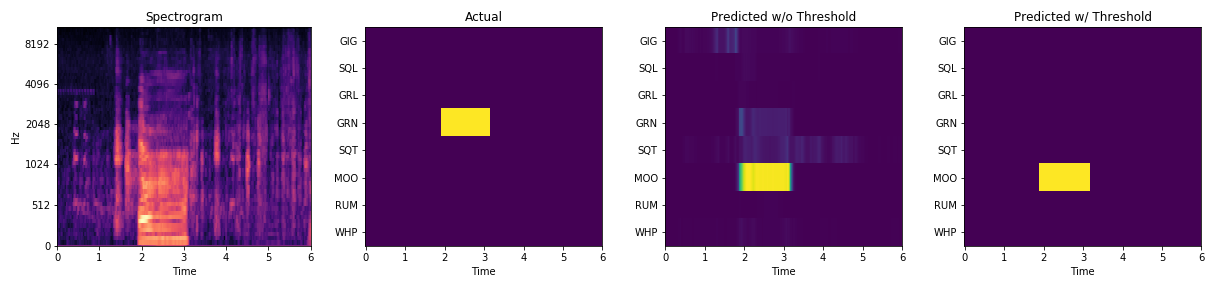 Spectrogram
8192
4096
2048
1024
512
0
Hz
0 1 2 3 4 5 6
Time
Actual
GIG
SQL
GRL
GRN
SQT
MOO
RUM
WHP
0 1 2 3 4 5 6
Time
Predicted w/o Threshold
GIG
SQL
GRL
GRN
SQT
MOO
RUM
WHP
0 1 2 3 4 5 6
Time
Predicted w/ Threshold
GIG
SQL
GRL
GRN
SQT
MOO
RUM
WHP
0 1 2 3 4 5 6
Time